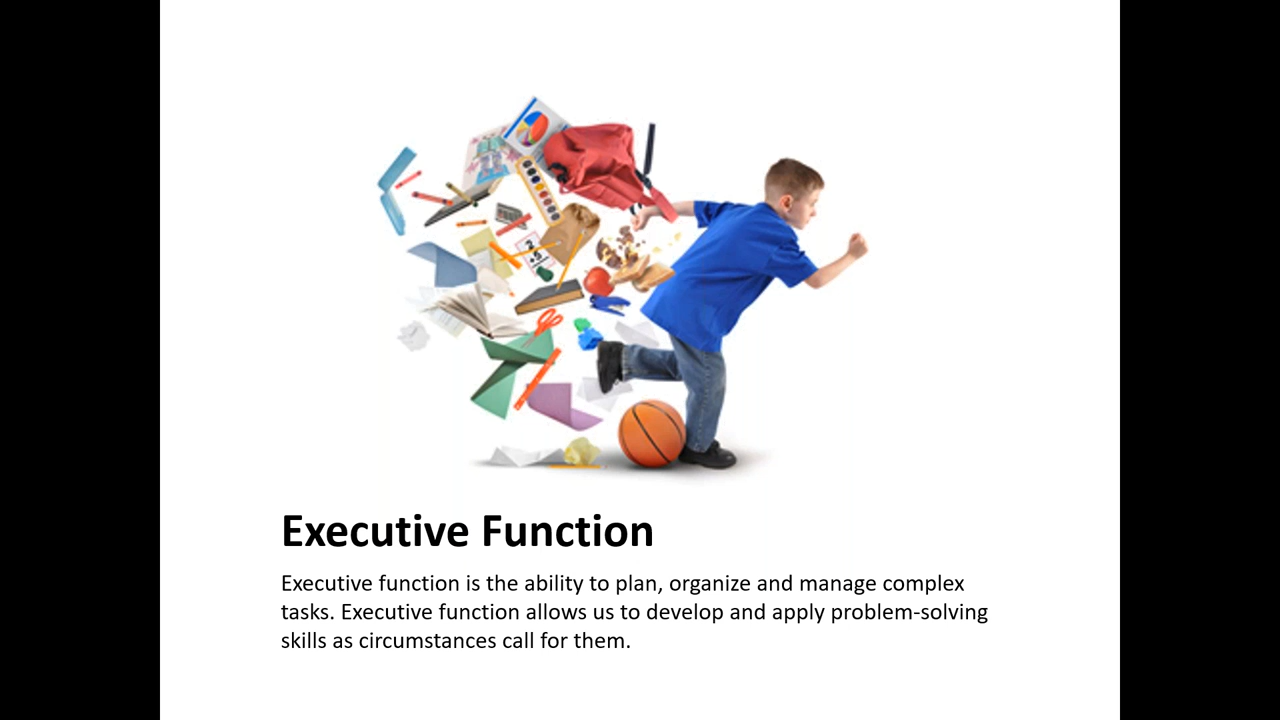 Executive Function
Executive function is the ability to plan, organize and manage complex
tasks. Executive function allows us to develop and apply problem-solving
skills as circumstances call for them.